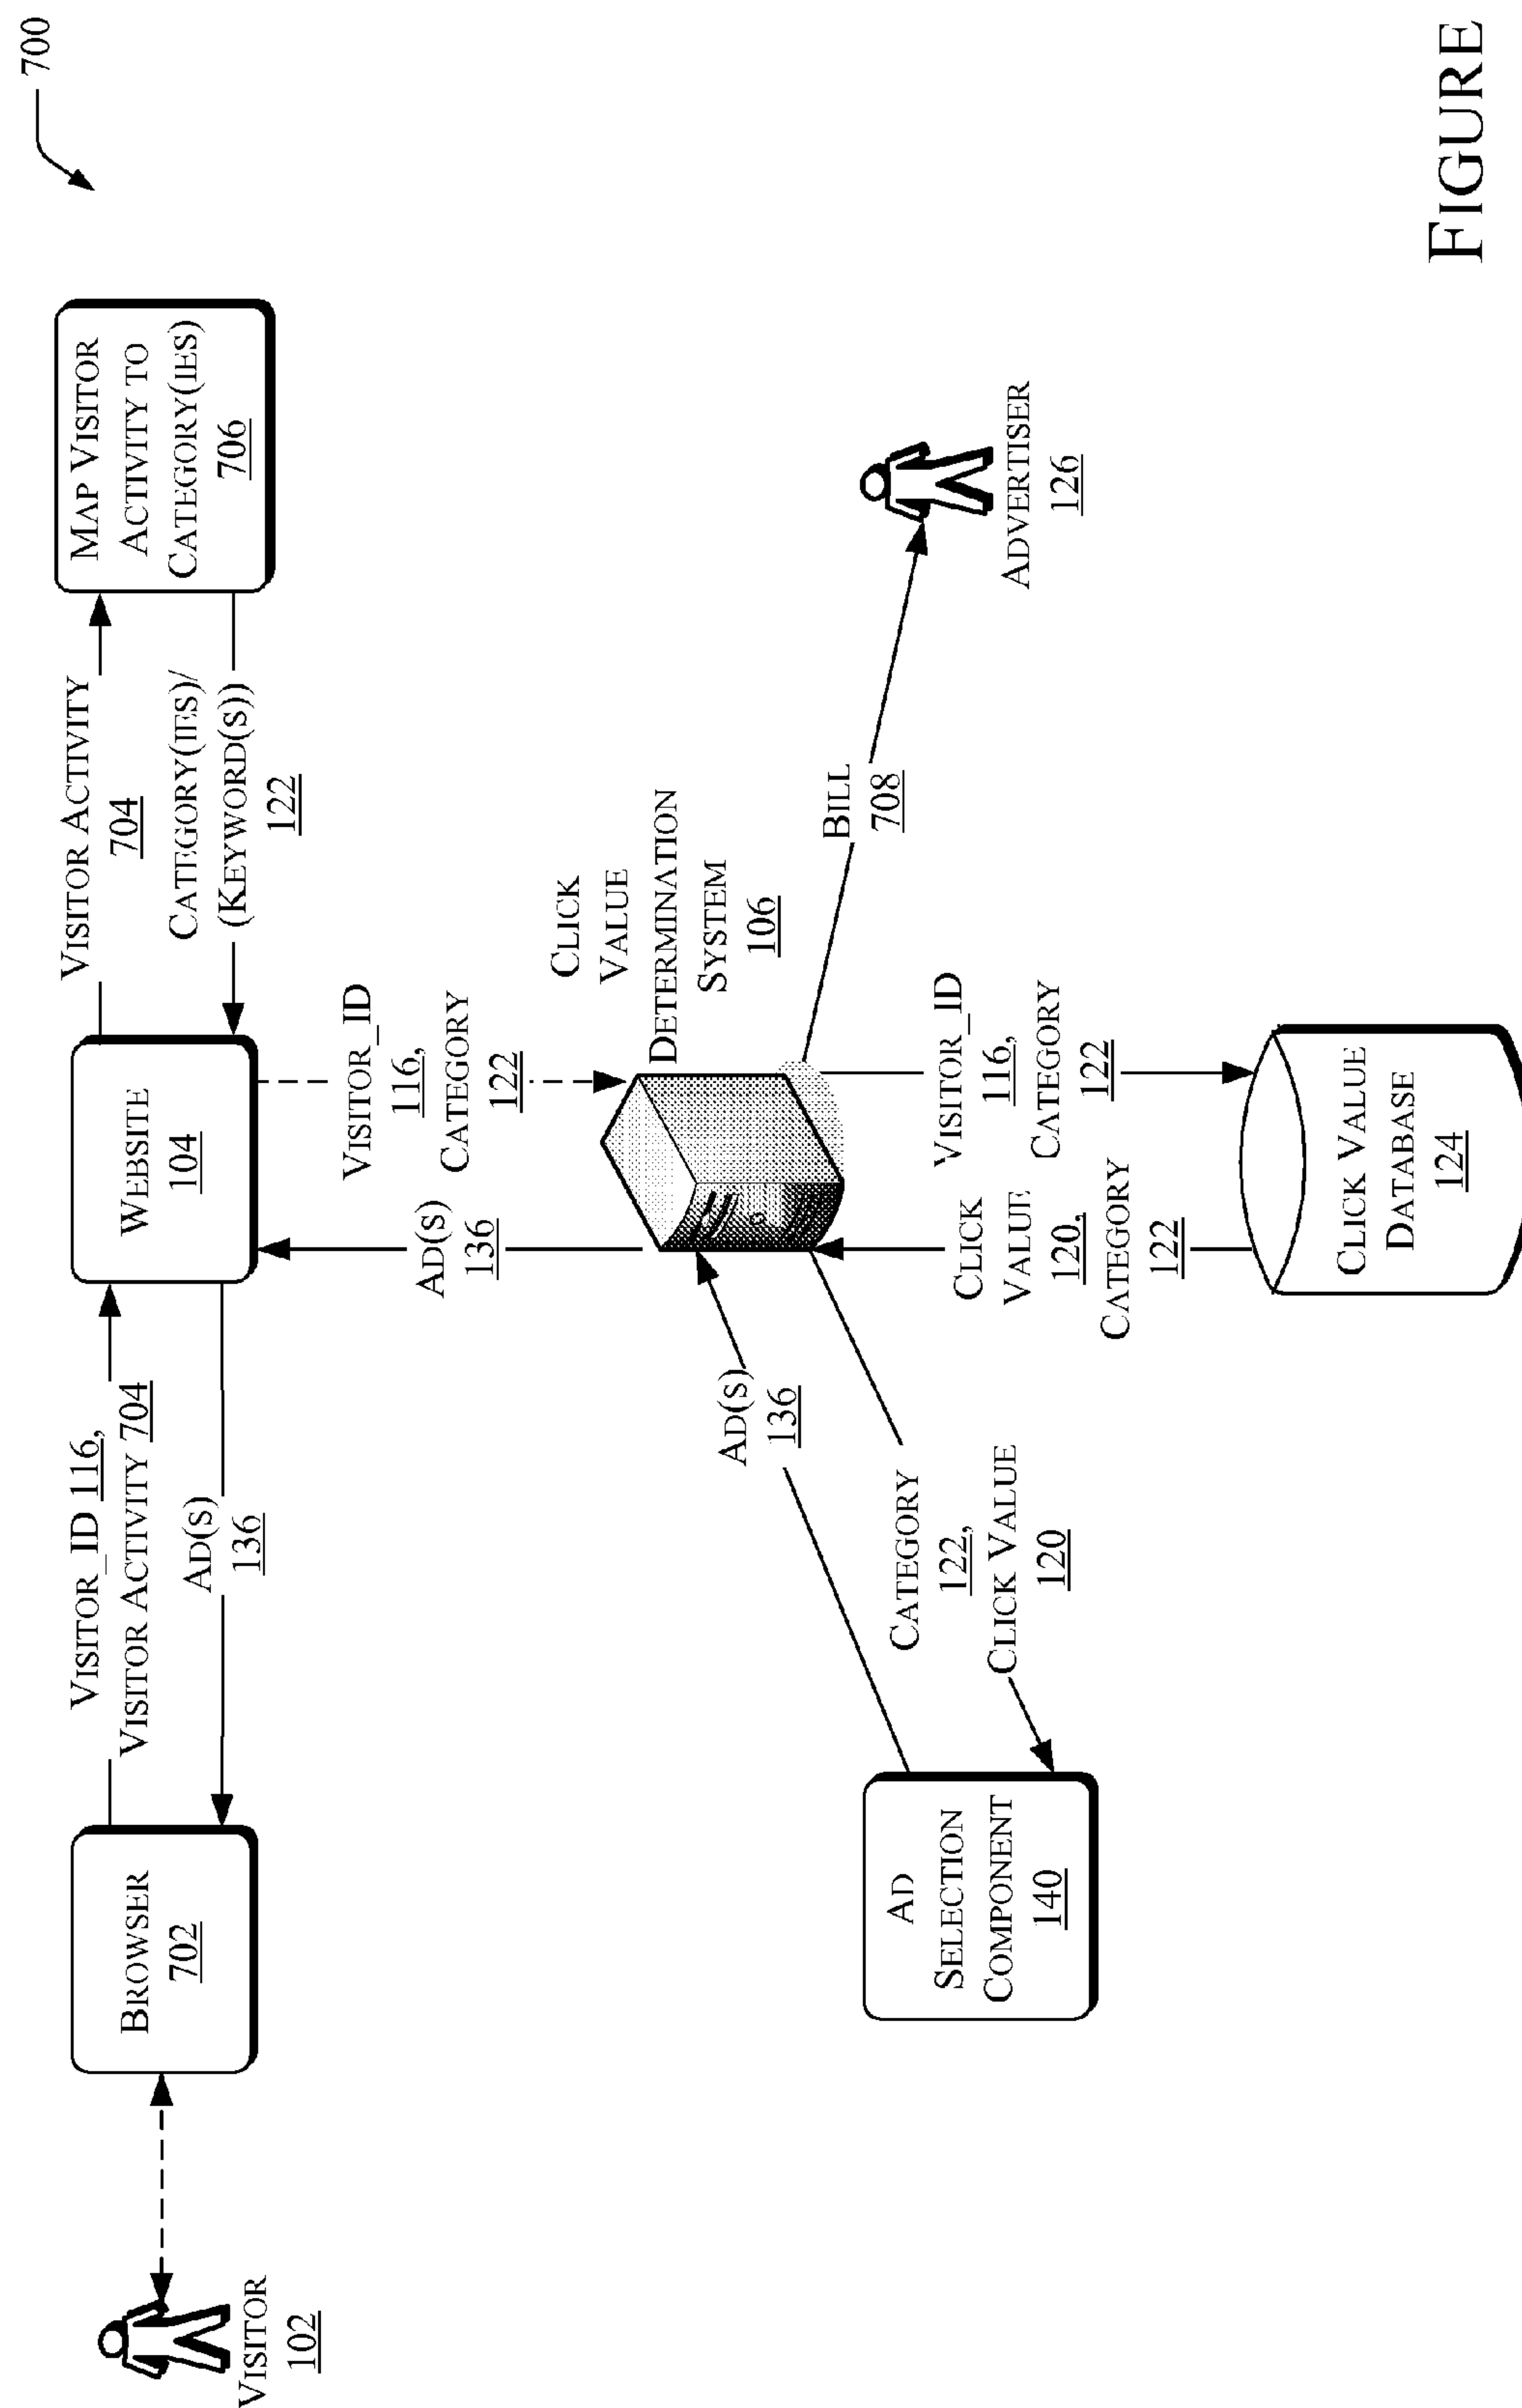 700
VISITOR
102
BROWSER
702
VISITOR_ID 116,
VISITOR ACTIVITY 704
AD(S)
136
WEBSITE
104
VISITOR ACTIVITY
704
CATEGORY(IES)/
(KEYWORD(S))
122
MAP VISITOR
ACTIVITY TO
CATEGORY(IES)
706
AD(S)
136
VISITOR_ID
116,
CATEGORY
122
CLICK
VALUE
DETERMINATION
SYSTEM
106
AD(S)
136
CATEGORY
122,
CLICK VALUE
120
AD
SELECTION
COMPONENT
140
BILL
708
ADVERTISER
126
CLICK
VALUE
120,
CATEGORY
122
VISITOR_ID
116,
CATEGORY
122
CLICK VALUE
DATABASE
124
FIGURE